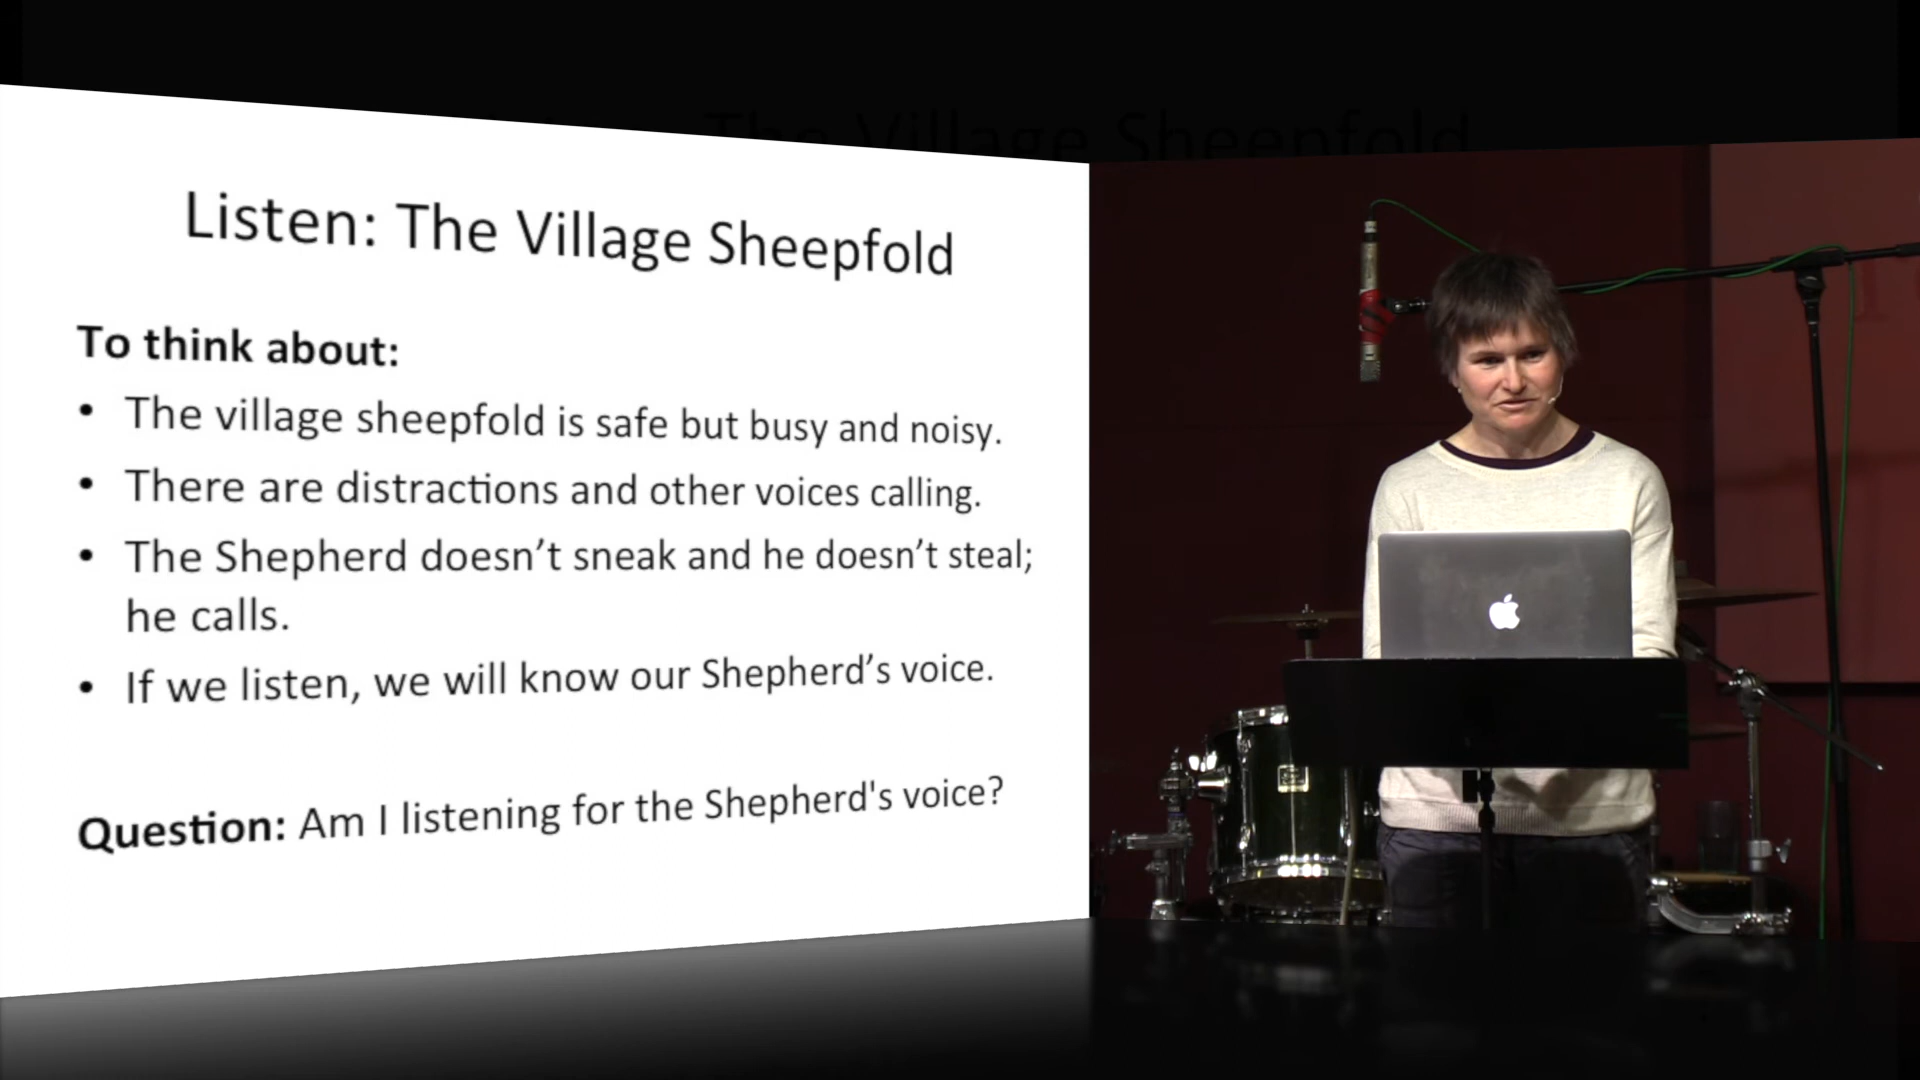 Listen: The Village Sheepfold
To think about:
• The village sheepfold is safe but busy and noisy.
• There are distractions and other voices calling.
• The Shepherd doesn’t sneak and he doesn’t steal;
he calls.
• If we listen, we will know our Shepherd’s voice.
Question: Am I listening for the Shepherd's voice?
The Village Sheepfold